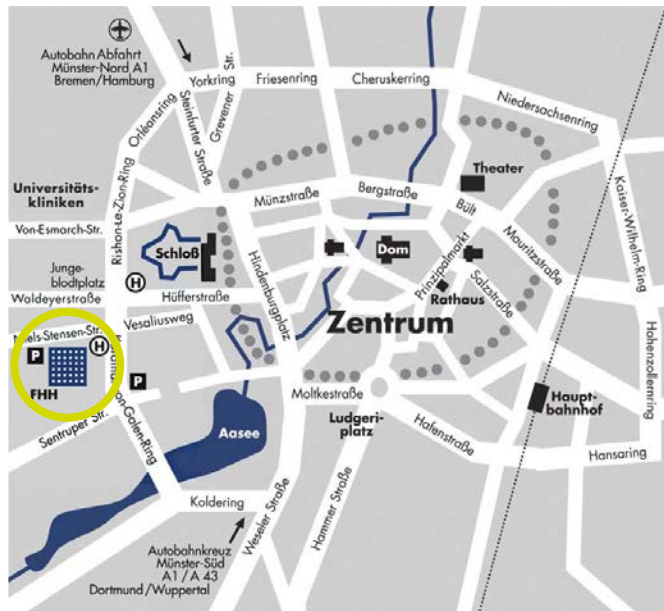 Autobahn Abfahrt
Münster-Nord A1
Bremen/Hamburg
Yorkring
Friesenring
Cheruskerring
Niedersachsenring
Grevener Str.
Orléansring
Steinfurter Straße
Theater
Universitäts-
kliniken
Rishon-Le-Zion-Ring
Münzstraße
Bergstraße
Bült
Kaiser-Wilhelm-Ring
Von-Esmarch-Str.
Mauritzstraße
Schloß
Hindenburgplatz
Dom
Prinzipalmarkt
Junge-
blodtplatz
H
Salzstraße
Waldeyerstraße
Hüfferstraße
Rathaus
Vesaliusweg
Zentrum
Hohenzollernring
H
P
FHH
P
Moltkestraße
Haupt-
bahnhof
Sentruper Str.
Aasee
Ludgeri-
platz
Hafenstraße
Hansaring
Koldering
Weseler Straße
Hammer Straße
Autobahnkreuz
Münster-Süd
A1/A 43
Dortmund/Wuppertal